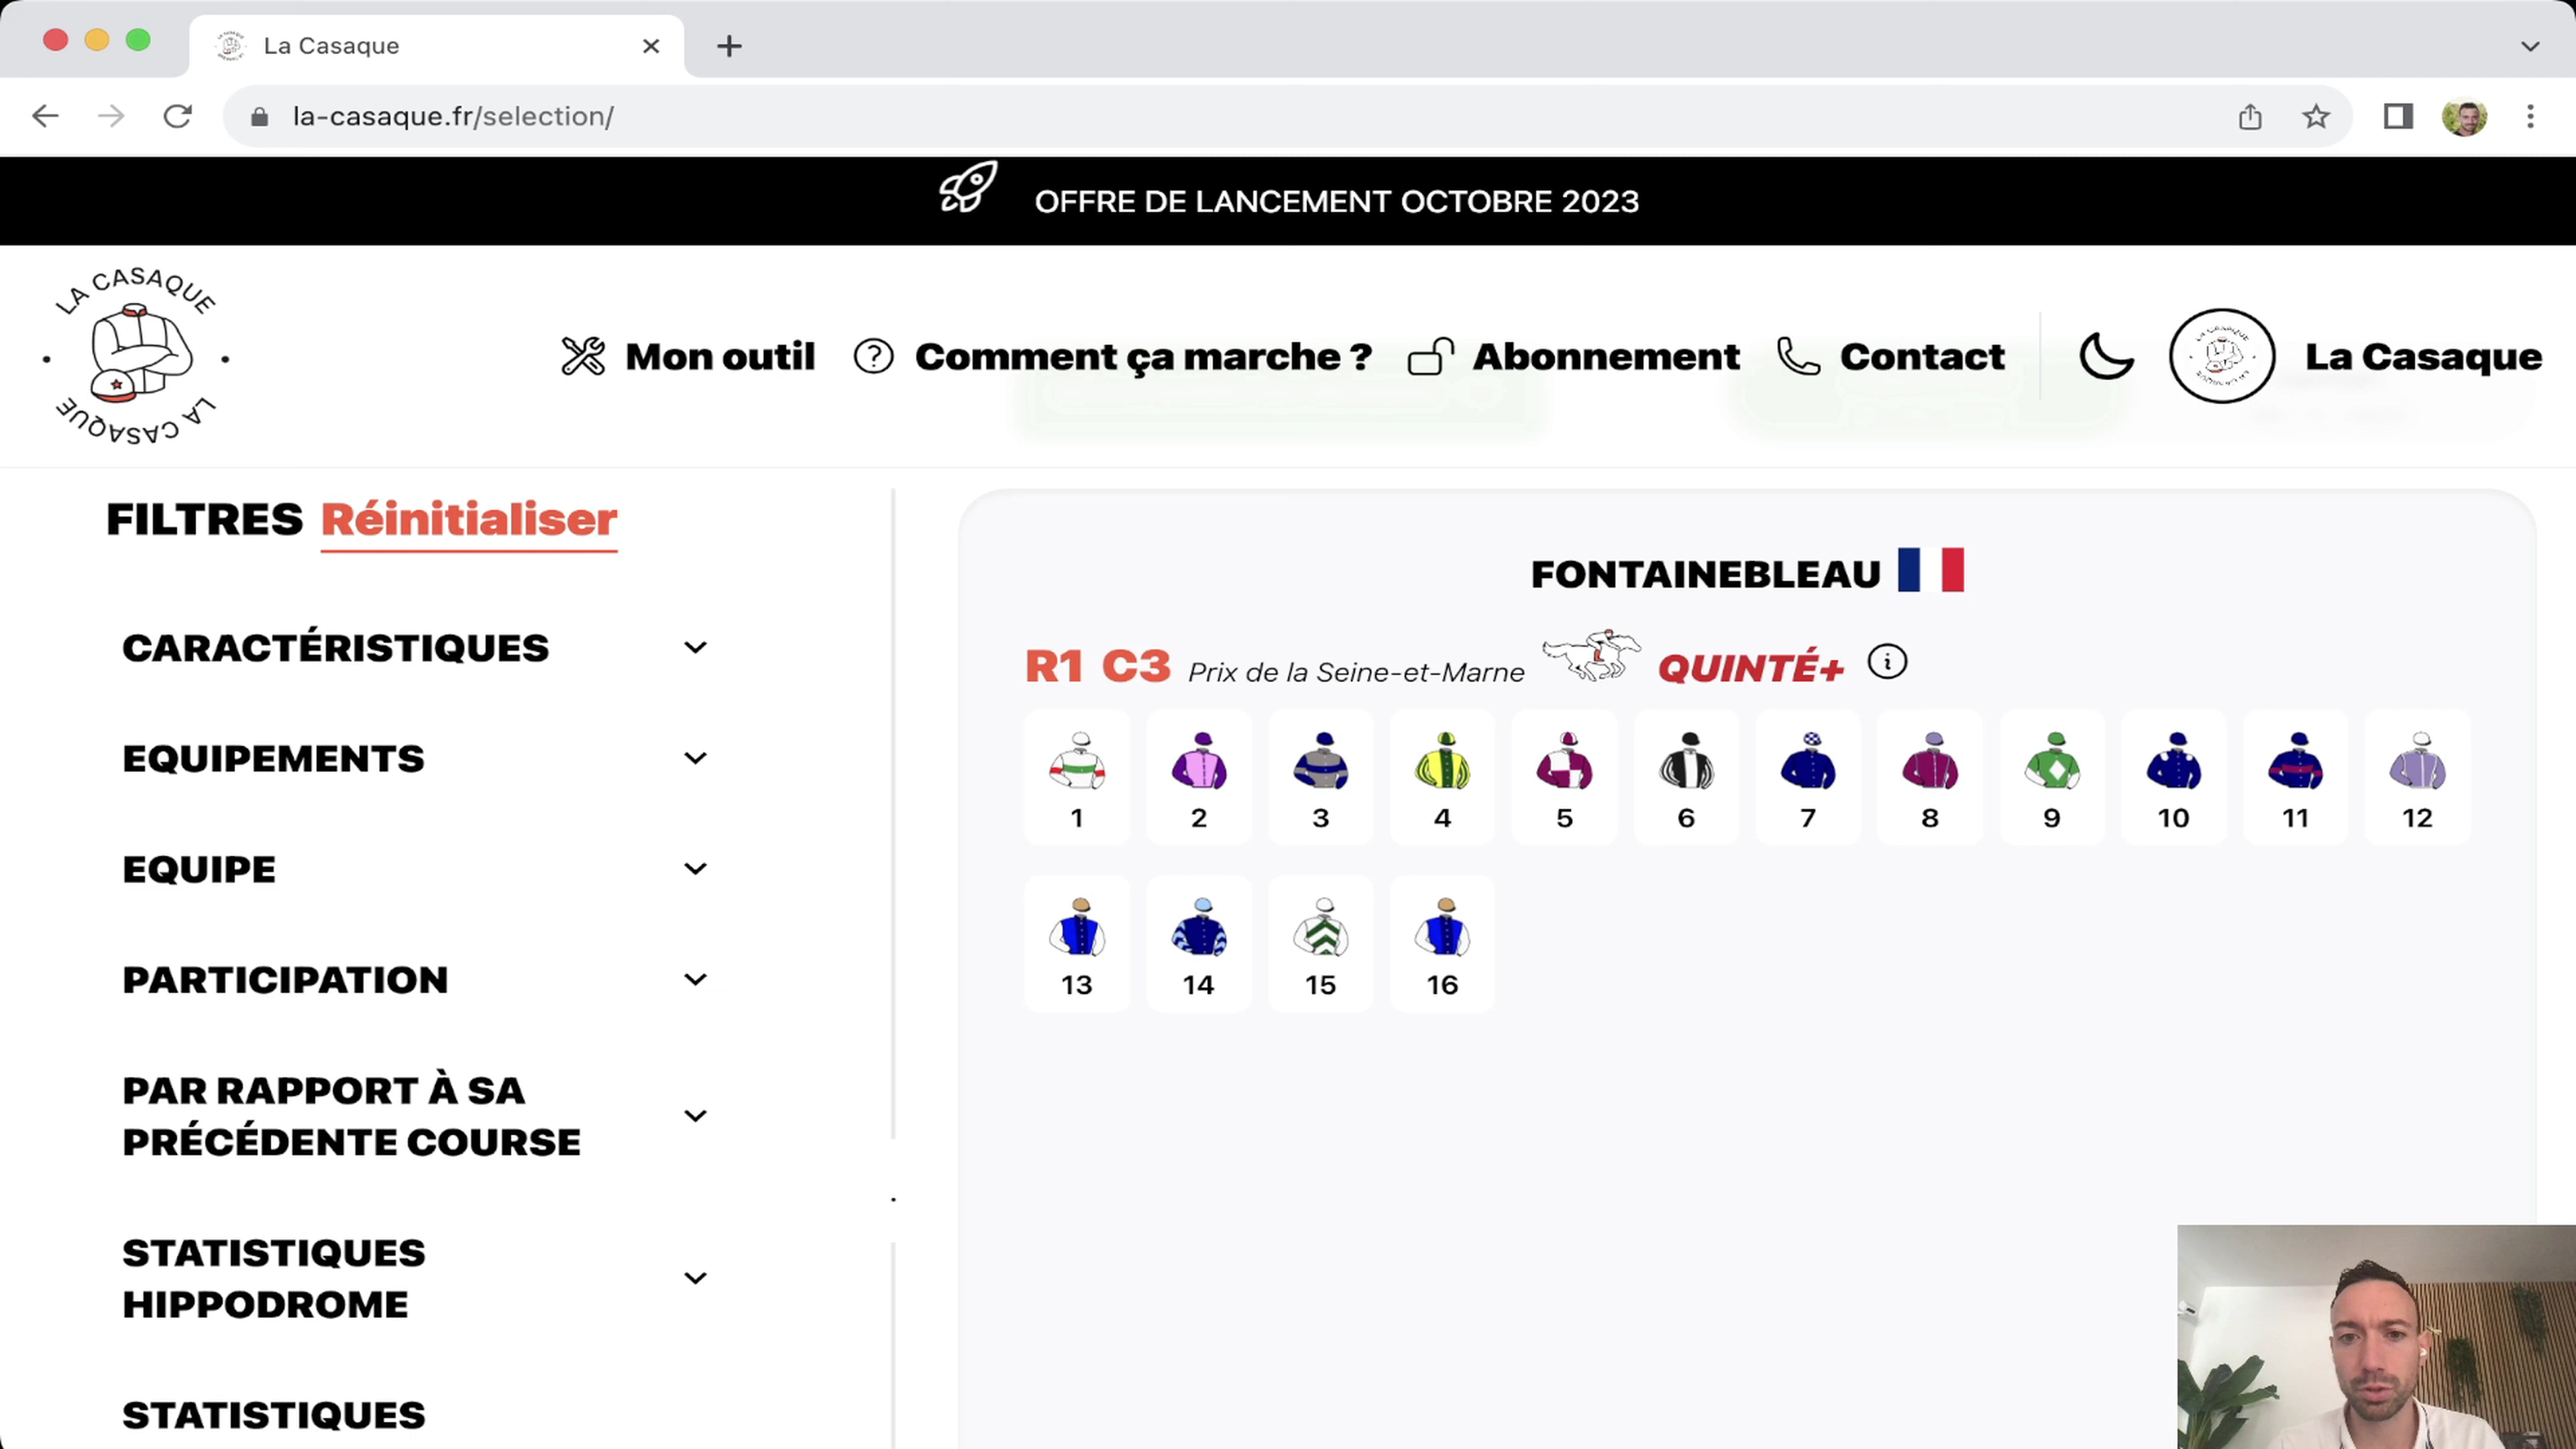 La Casaque
la-casaque.fr/selection/
OFFRE DE LANCEMENT OCTOBRE 2023
LA CASAQUE
LA CASAQUE
Mon outil
Comment ça marche ?
Abonnement
Contact
La Casaque
FILTRES Réinitialiser
CARACTÉRISTIQUES
EQUIPEMENTS
EQUIPE
PARTICIPATION
PAR RAPPORT À SA
PRÉCÉDENTE COURSE
STATISTIQUES
HIPPODROME
STATISTIQUES
FONTAINEBLEAU
R1 C3 Prix de la Seine-et-Marne QUINTÉ+
1 2 3 4 5 6 7 8 9 10 11 12
13 14 15 16